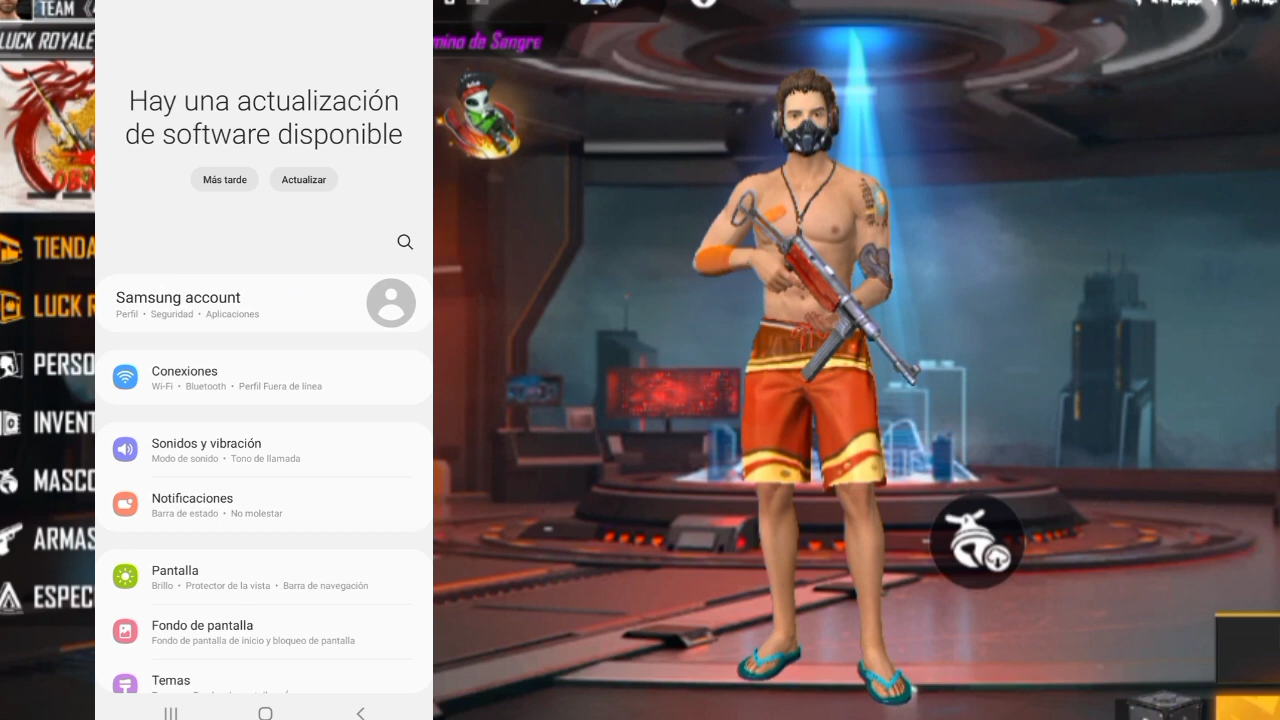 TEAM
LUCK ROYALE
TIENDA
LUCK R
PERSO
INVENT
MASCO
ARMAS
ESPEC
Hay una actualización
de software disponible
Más tarde
Actualizar
Samsung account
Perfil • Seguridad • Aplicaciones
Conexiones
Wi-Fi • Bluetooth • Perfil Fuera de línea
Sonidos y vibración
Modo de sonido • Tono de llamada
Notificaciones
Barra de estado • No molestar
Pantalla
Brillo • Protector de la vista • Barra de navegación
Fondo de pantalla
Fondo de pantalla de inicio y bloqueo de pantalla
Temas
mino de Sangre